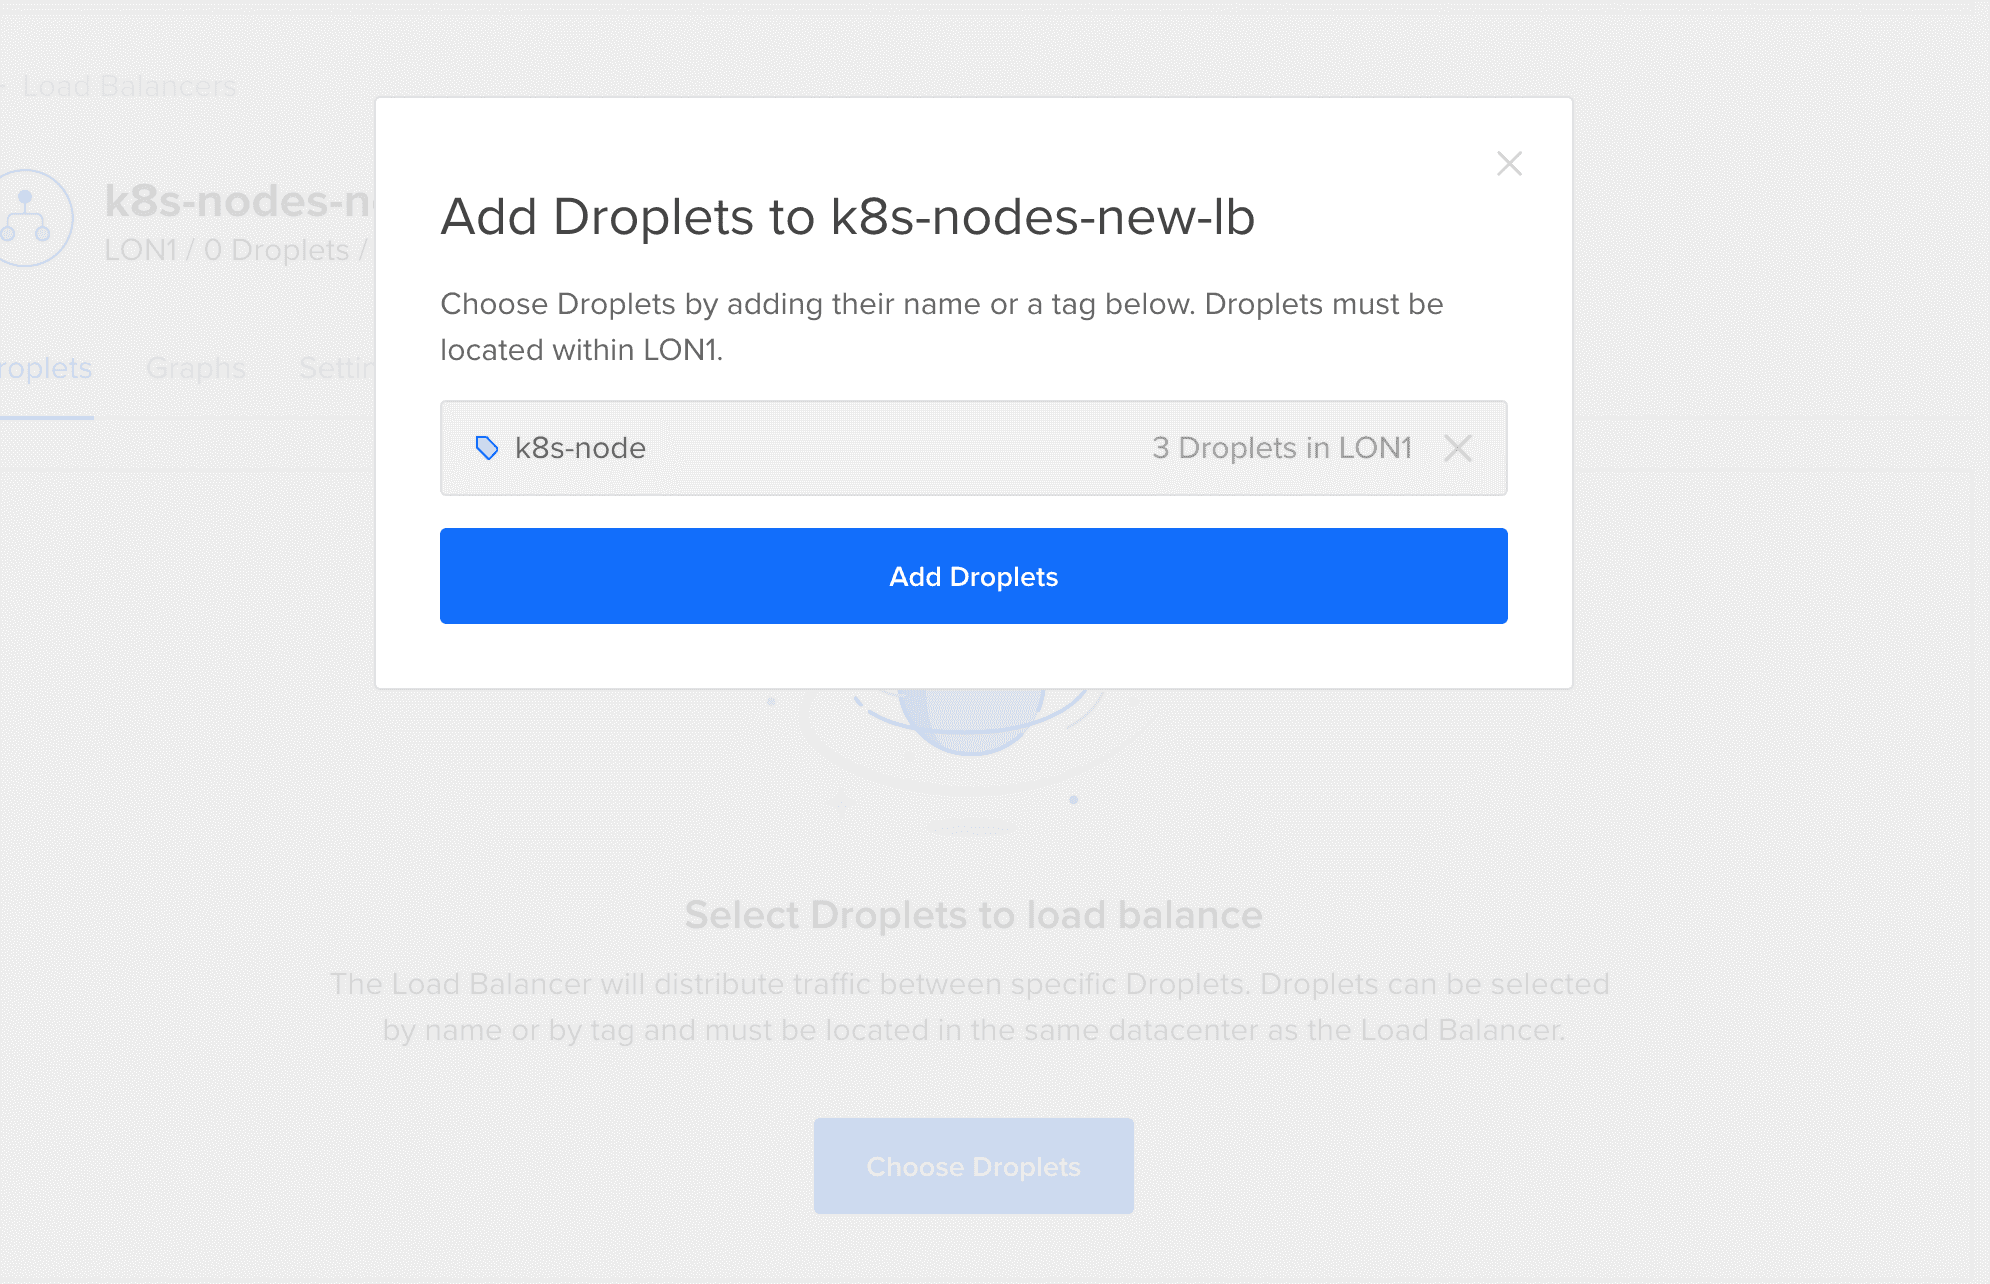 Load Balancers
k8s-nodes-n
LON1 / 0 Droplets /
roplets Graphs Settin
Add Droplets to k8s-nodes-new-lb
Choose Droplets by adding their name or a tag below. Droplets must be
located within LON1.
k8s-node 3 Droplets in LON1
Add Droplets
Select Droplets to load balance
The Load Balancer will distribute traffic between specific Droplets. Droplets can be selected
by name or by tag and must be located in the same datacenter as the Load Balancer.
Choose Droplets